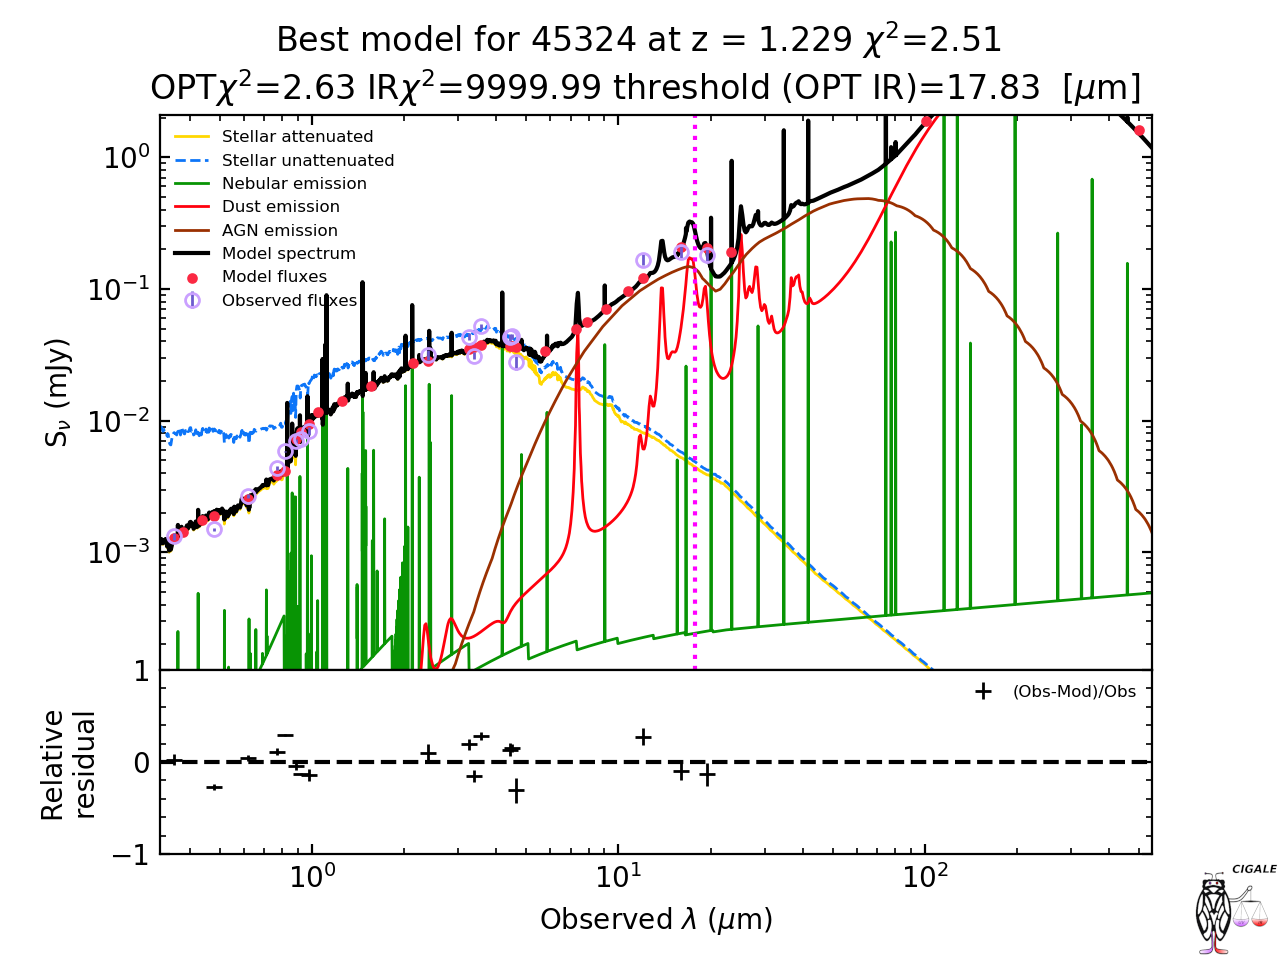 Best model for 45324 at z = 1.229 χ²=2.51
OPTχ²=2.63 IRχ²=9999.99 threshold (OPT IR)=17.83 [μm]
Stellar attenuated
Stellar unattenuated
Nebular emission
Dust emission
AGN emission
Model spectrum
Model fluxes
Observed fluxes
10⁰
10⁻¹
10⁻²
10⁻³
S_ν (mJy)
1
0
−1
Relative
residual
(Obs-Mod)/Obs
10⁰
10¹
10²
Observed λ (μm)
CIGALE